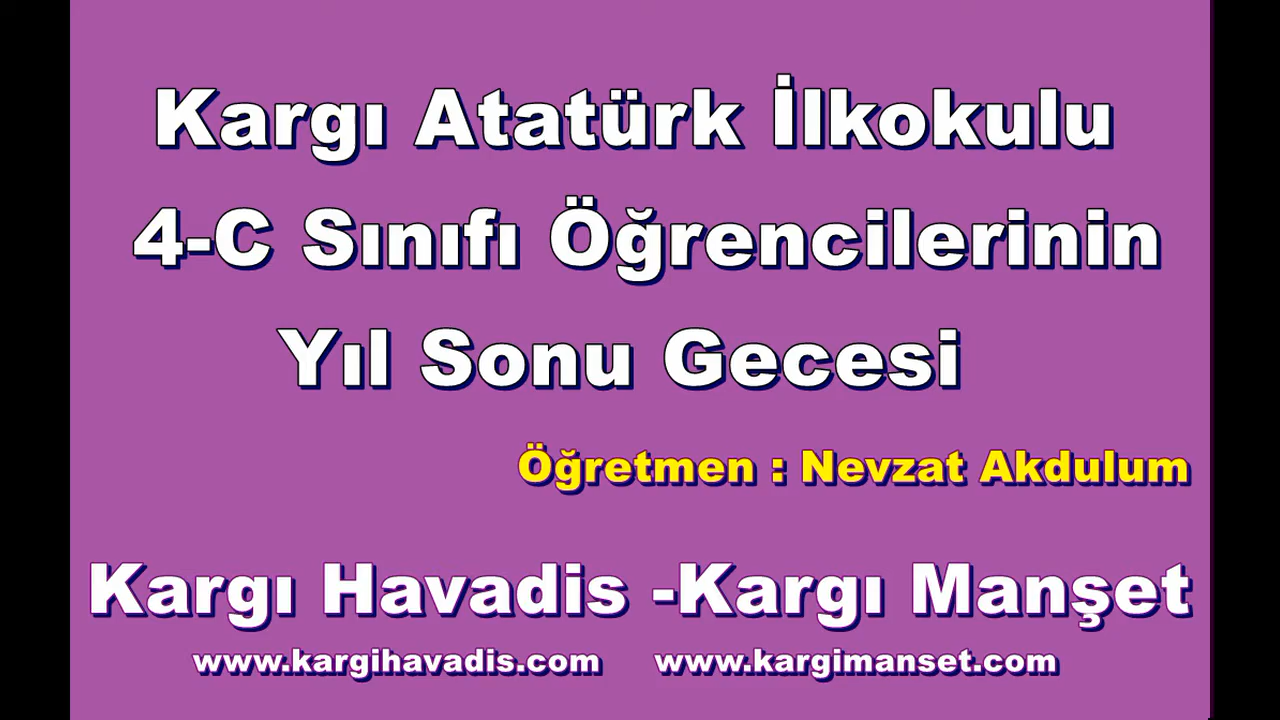 Kargı Atatürk İlkokulu
4-C Sınıfı Öğrencilerinin
Yıl Sonu Gecesi
Öğretmen : Nevzat Akdulum
Kargı Havadis -Kargı Manşet
www.kargihavadis.com www.kargimanset.com